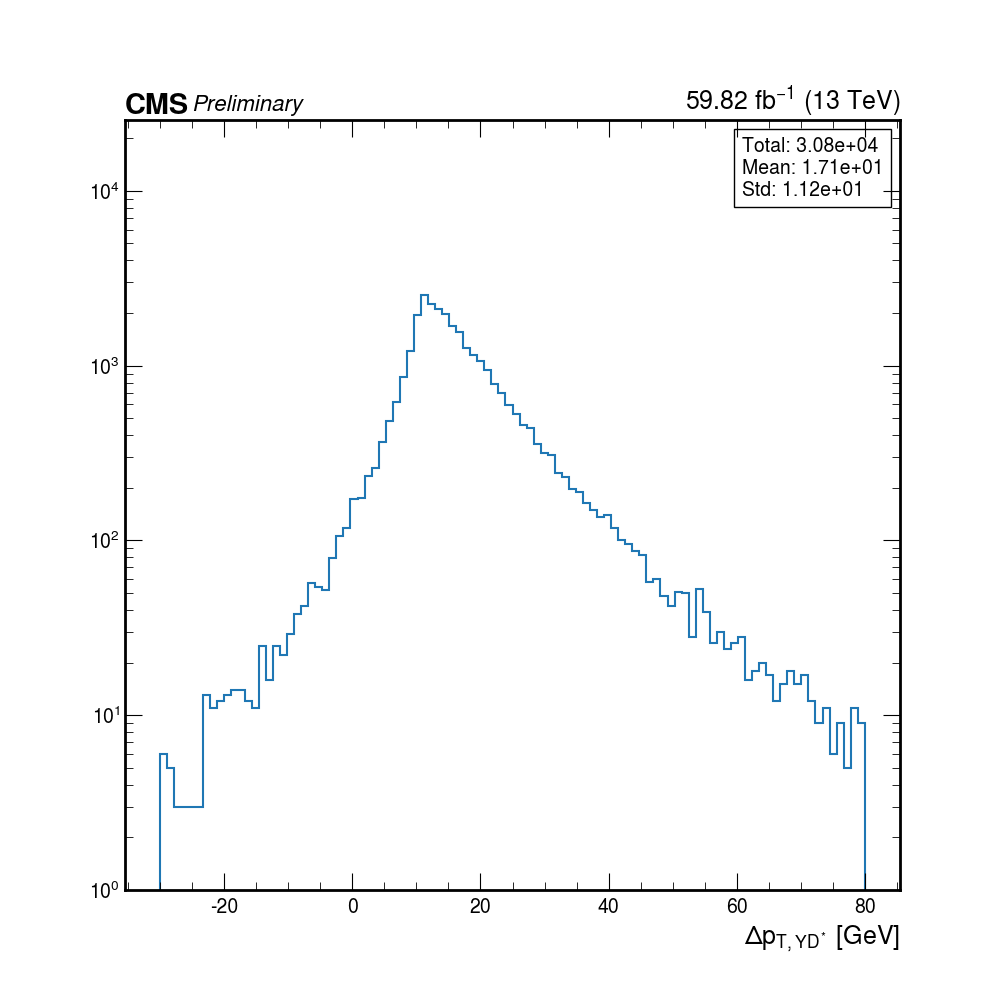 CMS Preliminary 59.82 fb⁻¹ (13 TeV)
Total: 3.08e+04
Mean: 1.71e+01
Std: 1.12e+01
10⁴
10³
10²
10¹
10⁰
-20 0 20 40 60 80
Δp_{T, YD*} [GeV]